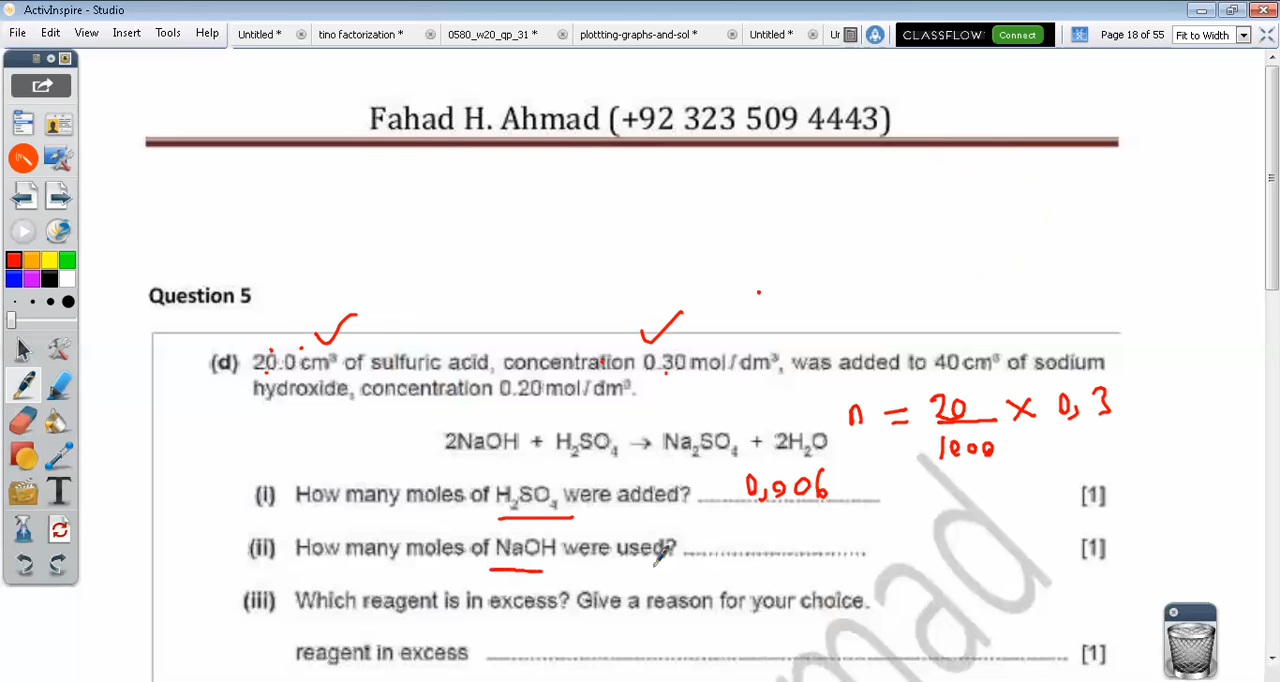 ActivInspire - Studio
File Edit View Insert Tools Help
Untitled * tino factorization * 0580_w20_qp_31 * plottting-graphs-and-sol * Untitled * Ur CLASSFLOW Connect Page 18 of 55 Fit to Width
Fahad H. Ahmad (+92 323 509 4443)
Question 5
(d) 20.0 cm³ of sulfuric acid, concentration 0.30 mol/dm³, was added to 40 cm³ of sodium
hydroxide, concentration 0.20 mol/dm³.
n = 20/1000 × 0,3
2NaOH + H₂SO₄ → Na₂SO₄ + 2H₂O
(i) How many moles of H₂SO₄ were added? 0,006 [1]
(ii) How many moles of NaOH were used? [1]
(iii) Which reagent is in excess? Give a reason for your choice.
reagent in excess [1]
mad